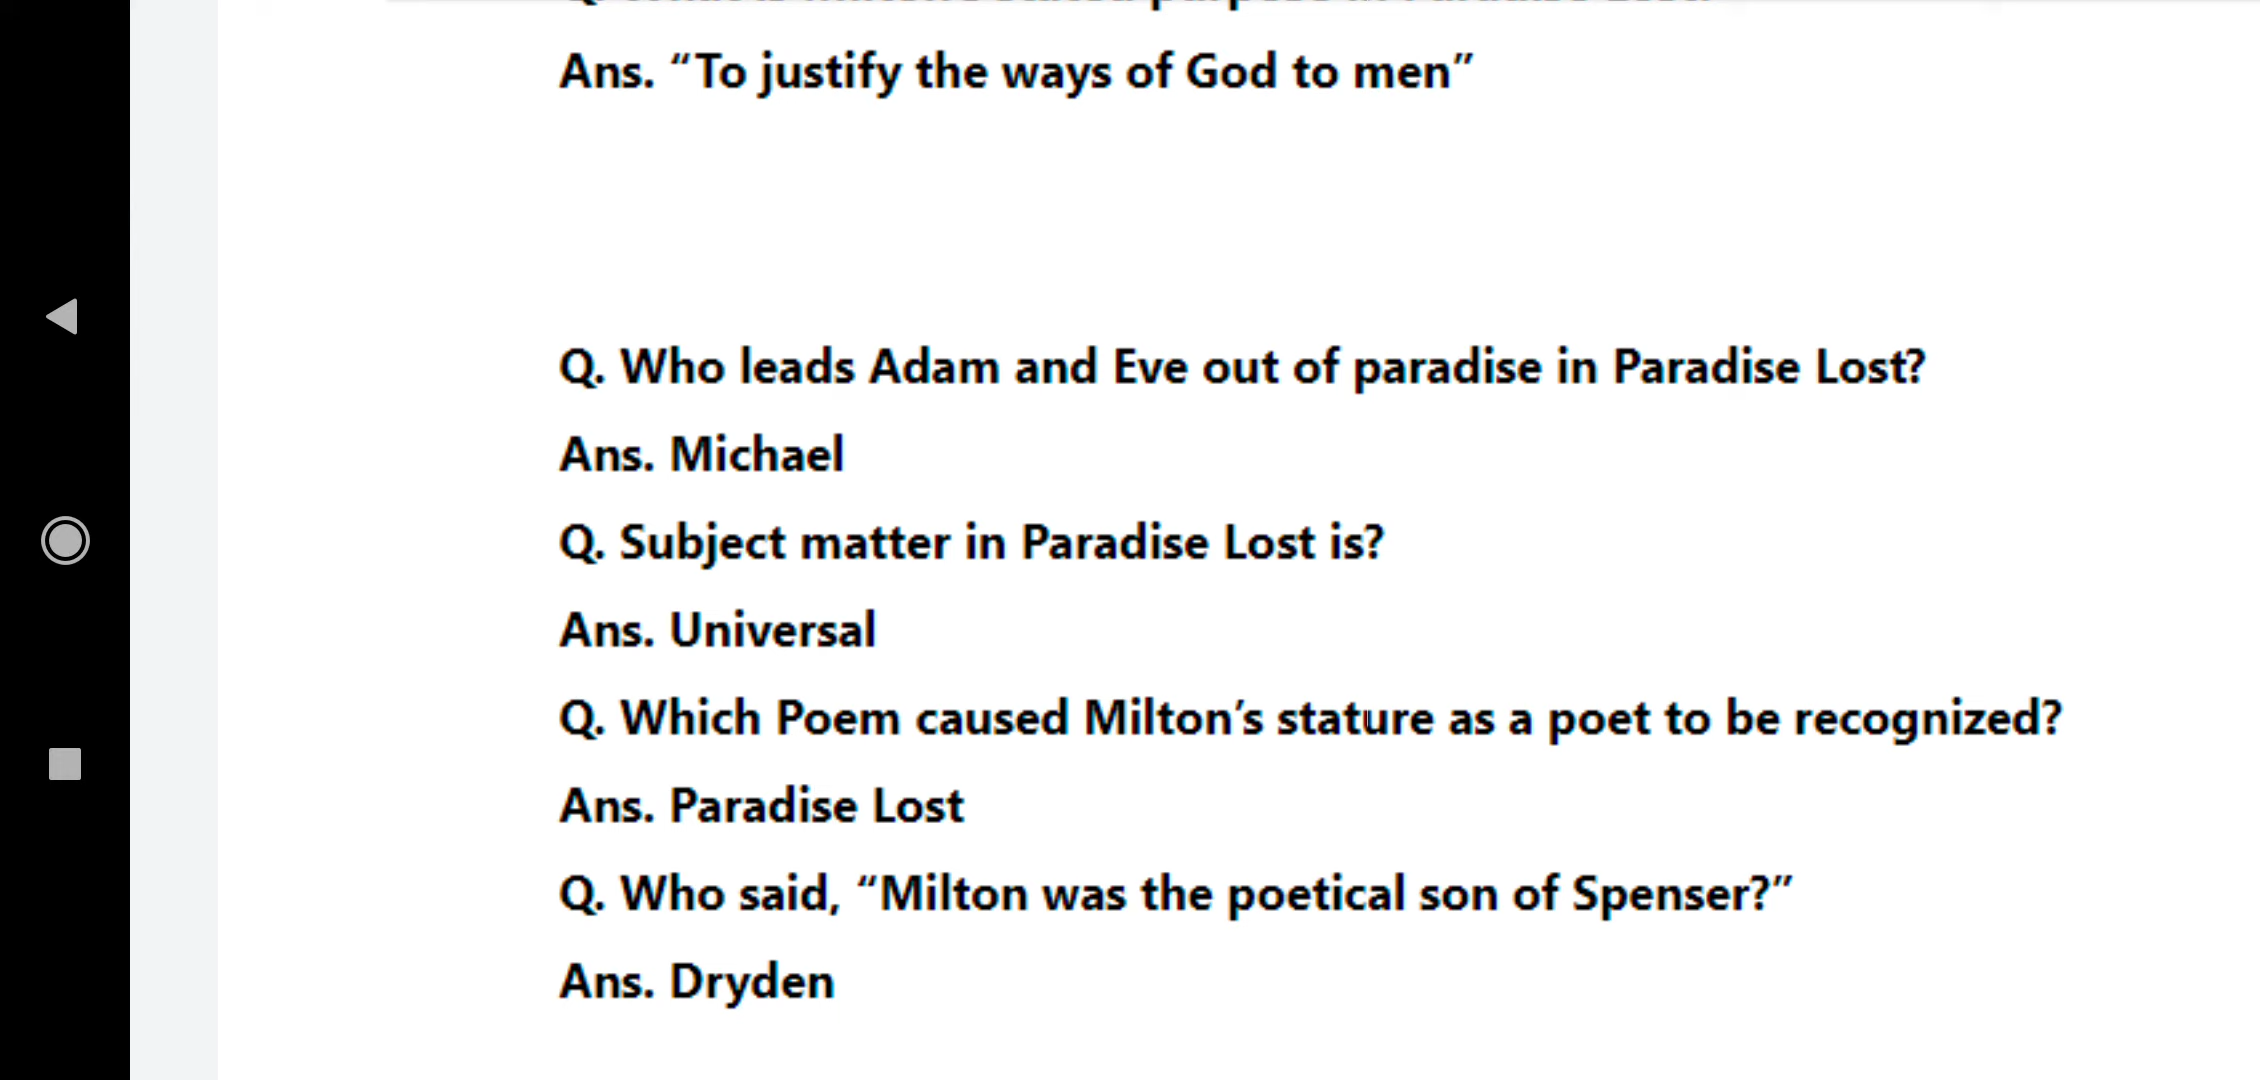 Ans. “To justify the ways of God to men”
Q. Who leads Adam and Eve out of paradise in Paradise Lost?
Ans. Michael
Q. Subject matter in Paradise Lost is?
Ans. Universal
Q. Which Poem caused Milton’s stature as a poet to be recognized?
Ans. Paradise Lost
Q. Who said, “Milton was the poetical son of Spenser?”
Ans. Dryden